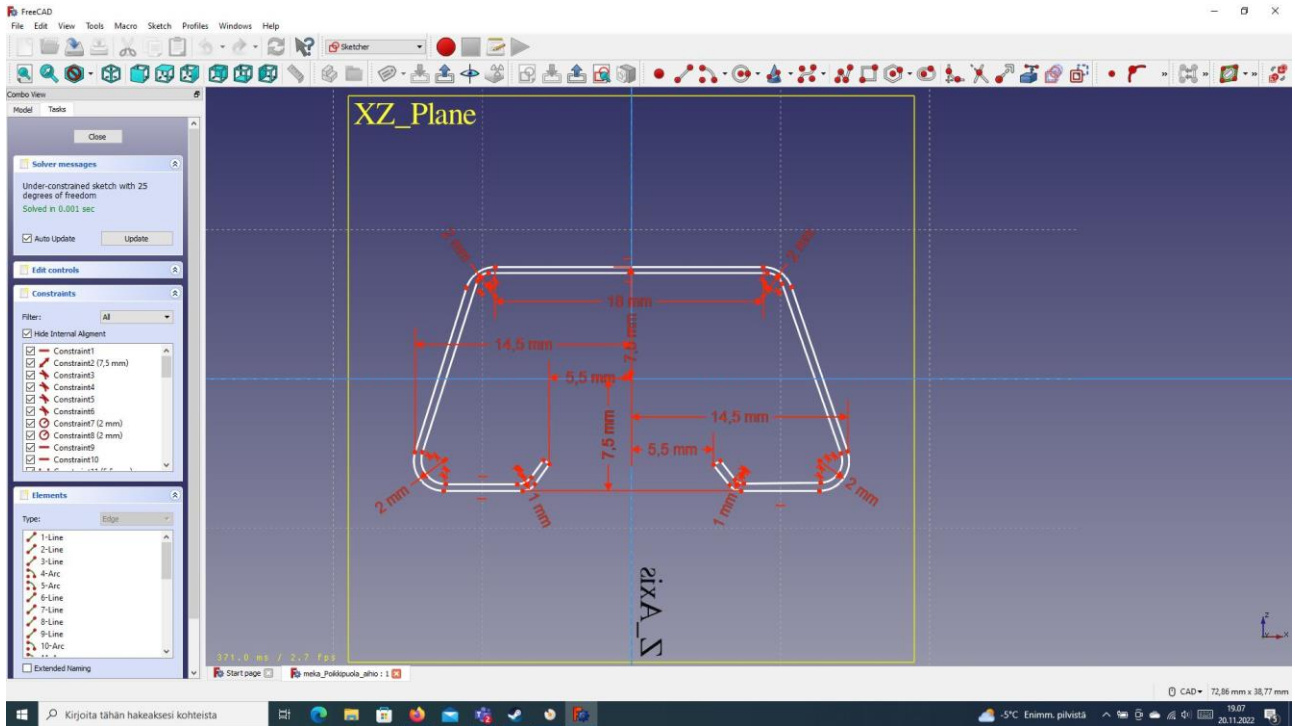 FreeCAD
File Edit View Tools Macro Sketch Profiles Windows Help
Sketcher
Combo View
Model Tasks
Close
Solver messages
Under-constrained sketch with 25
degrees of freedom
Solved in 0.001 sec
Auto Update Update
Edit controls
Constraints
Filter: All
Hide Internal Aligment
Constraint1
Constraint2 (7,5 mm)
Constraint3
Constraint4
Constraint5
Constraint6
Constraint7 (2 mm)
Constraint8 (2 mm)
Constraint9
Constraint10
Elements
Type: Edge
1-Line
2-Line
3-Line
4-Arc
5-Arc
6-Line
7-Line
8-Line
9-Line
10-Arc
Extended Naming
XZ_Plane
2 mm
2 mm
18 mm
14,5 mm
7,5 mm
5,5 mm
14,5 mm
7,5 mm
5,5 mm
2 mm
1 mm
1 mm
2 mm
Z_Axis
z
x
371.0 ms / 2.7 fps
Start page
meka_Poikkipuola_aihio : 1
CAD 72,86 mm x 38,77 mm
Kirjoita tähän hakeaksesi kohteista
-5°C Enimm. pilvistä
19.07
20.11.2022